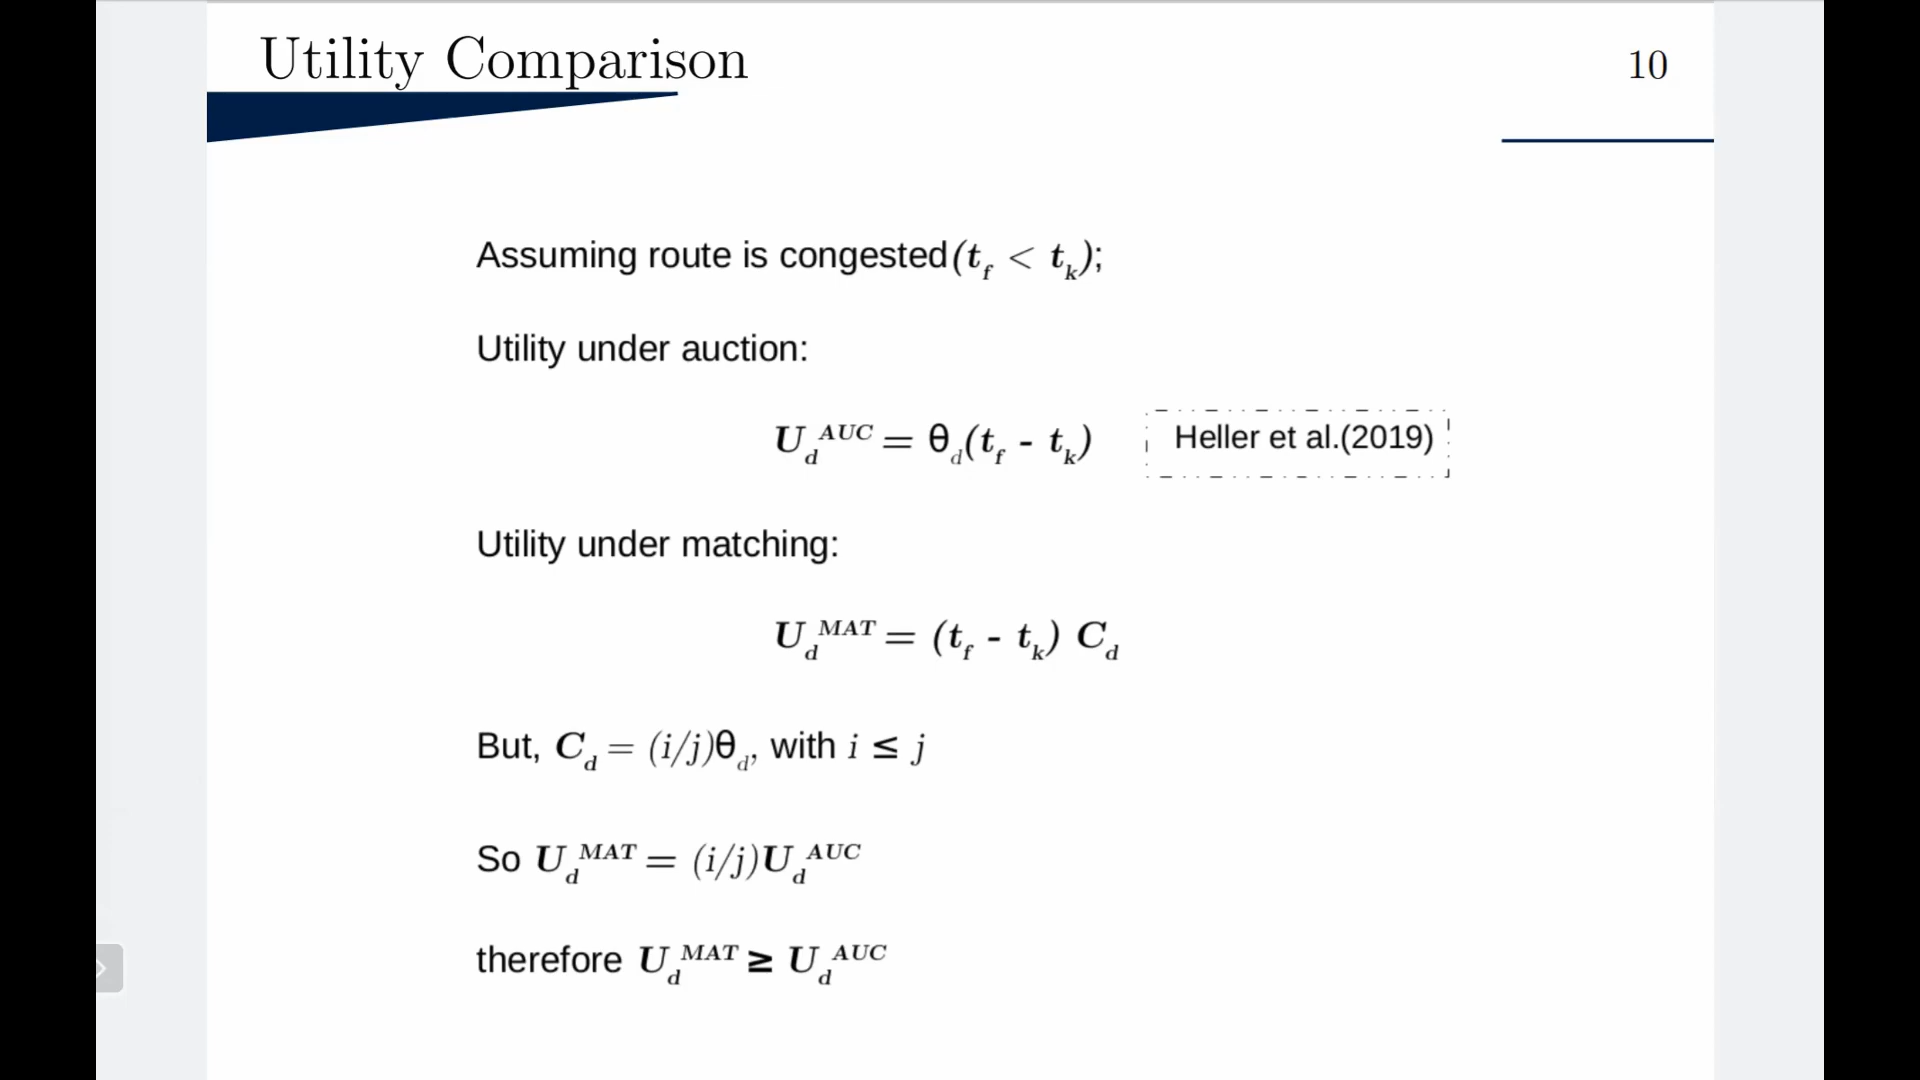 Utility Comparison
10
Assuming route is congested(t_f < t_k);
Utility under auction:
U_d^AUC = θ_d(t_f - t_k)
Heller et al.(2019)
Utility under matching:
U_d^MAT = (t_f - t_k) C_d
But, C_d = (i/j)θ_d, with i ≤ j
So U_d^MAT = (i/j)U_d^AUC
therefore U_d^MAT ≥ U_d^AUC